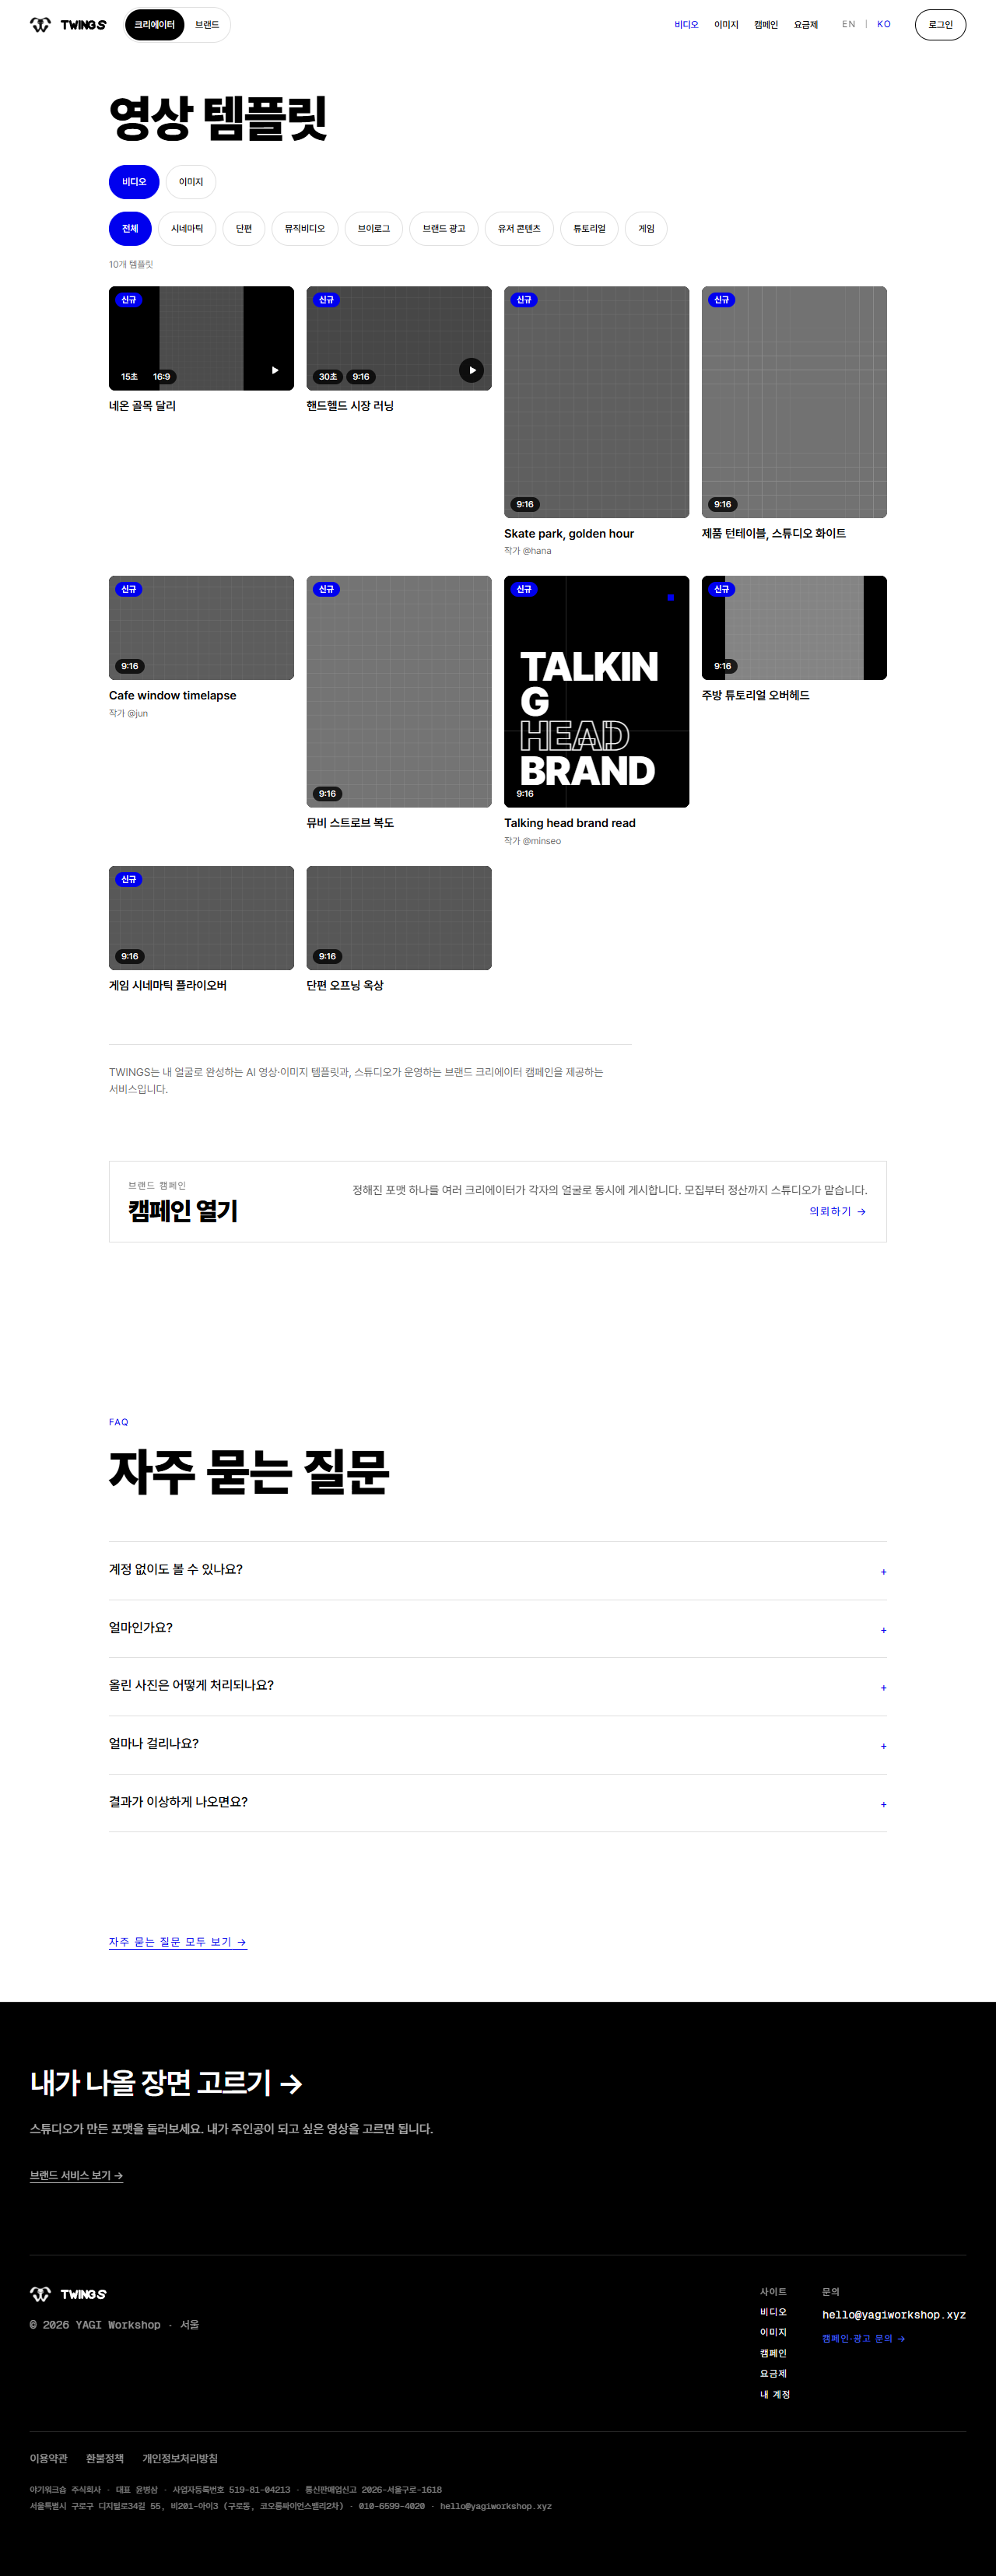 TWINGS
크리에이터
브랜드
비디오
이미지
캠페인
요금제
EN | KO
로그인
영상 템플릿
비디오
이미지
전체
시네마틱
단편
뮤직비디오
브이로그
브랜드 광고
유저 콘텐츠
튜토리얼
게임
10개 템플릿
신규
15초
16:9
네온 골목 달리
신규
30초
9:16
핸드헬드 시장 러닝
신규
9:16
Skate park, golden hour
작가 @hana
신규
9:16
제품 턴테이블, 스튜디오 화이트
신규
9:16
Cafe window timelapse
작가 @jun
신규
9:16
뮤비 스트로브 복도
신규
TALKIN
G
HEAD
BRAND
9:16
Talking head brand read
작가 @minseo
신규
9:16
주방 튜토리얼 오버헤드
신규
9:16
게임 시네마틱 플라이오버
9:16
단편 오프닝 옥상
TWINGS는 내 얼굴로 완성하는 AI 영상·이미지 템플릿과, 스튜디오가 운영하는 브랜드 크리에이터 캠페인을 제공하는
서비스입니다.
브랜드 캠페인
캠페인 열기
정해진 포맷 하나를 여러 크리에이터가 각자의 얼굴로 동시에 게시합니다. 모집부터 정산까지 스튜디오가 맡습니다.
의뢰하기 →
FAQ
자주 묻는 질문
계정 없이도 볼 수 있나요?
+
얼마인가요?
+
올린 사진은 어떻게 처리되나요?
+
얼마나 걸리나요?
+
결과가 이상하게 나오면요?
+
자주 묻는 질문 모두 보기 →
내가 나올 장면 고르기 →
스튜디오가 만든 포맷을 둘러보세요. 내가 주인공이 되고 싶은 영상을 고르면 됩니다.
브랜드 서비스 보기 →
TWINGS
© 2026 YAGI Workshop · 서울
사이트
비디오
이미지
캠페인
요금제
내 계정
문의
hello@yagiworkshop.xyz
캠페인·광고 문의 →
이용약관
환불정책
개인정보처리방침
야기워크숍 주식회사 · 대표 윤병삼 · 사업자등록번호 519-81-04213 · 통신판매업신고 2026-서울구로-1618
서울특별시 구로구 디지털로34길 55, 비201-아이3 (구로동, 코오롱싸이언스밸리2차) · 010-6599-4020 · hello@yagiworkshop.xyz